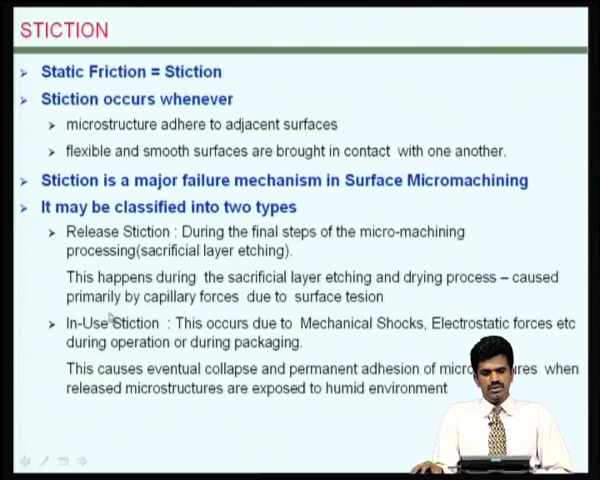 STICTION
Static Friction = Stiction
Stiction occurs whenever
microstructure adhere to adjacent surfaces
flexible and smooth surfaces are brought in contact with one another.
Stiction is a major failure mechanism in Surface Micromachining
It may be classified into two types
Release Stiction : During the final steps of the micro-machining
processing(sacrificial layer etching).
This happens during the sacrificial layer etching and drying process – caused
primarily by capillary forces due to surface tesion
In-Use Stiction : This occurs due to Mechanical Shocks, Electrostatic forces etc
during operation or during packaging.
This causes eventual collapse and permanent adhesion of when
released microstructures are exposed to humid environment